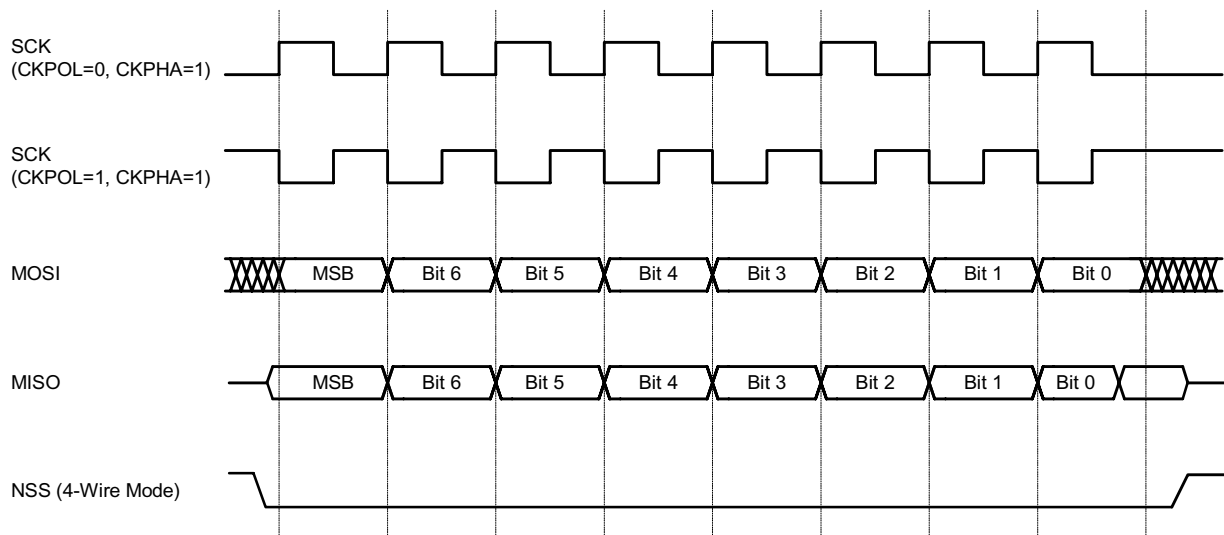 SCK
(CKPOL=0, CKPHA=1)
SCK
(CKPOL=1, CKPHA=1)
MOSI
MSB Bit 6 Bit 5 Bit 4 Bit 3 Bit 2 Bit 1 Bit 0
MISO
MSB Bit 6 Bit 5 Bit 4 Bit 3 Bit 2 Bit 1 Bit 0
NSS (4-Wire Mode)